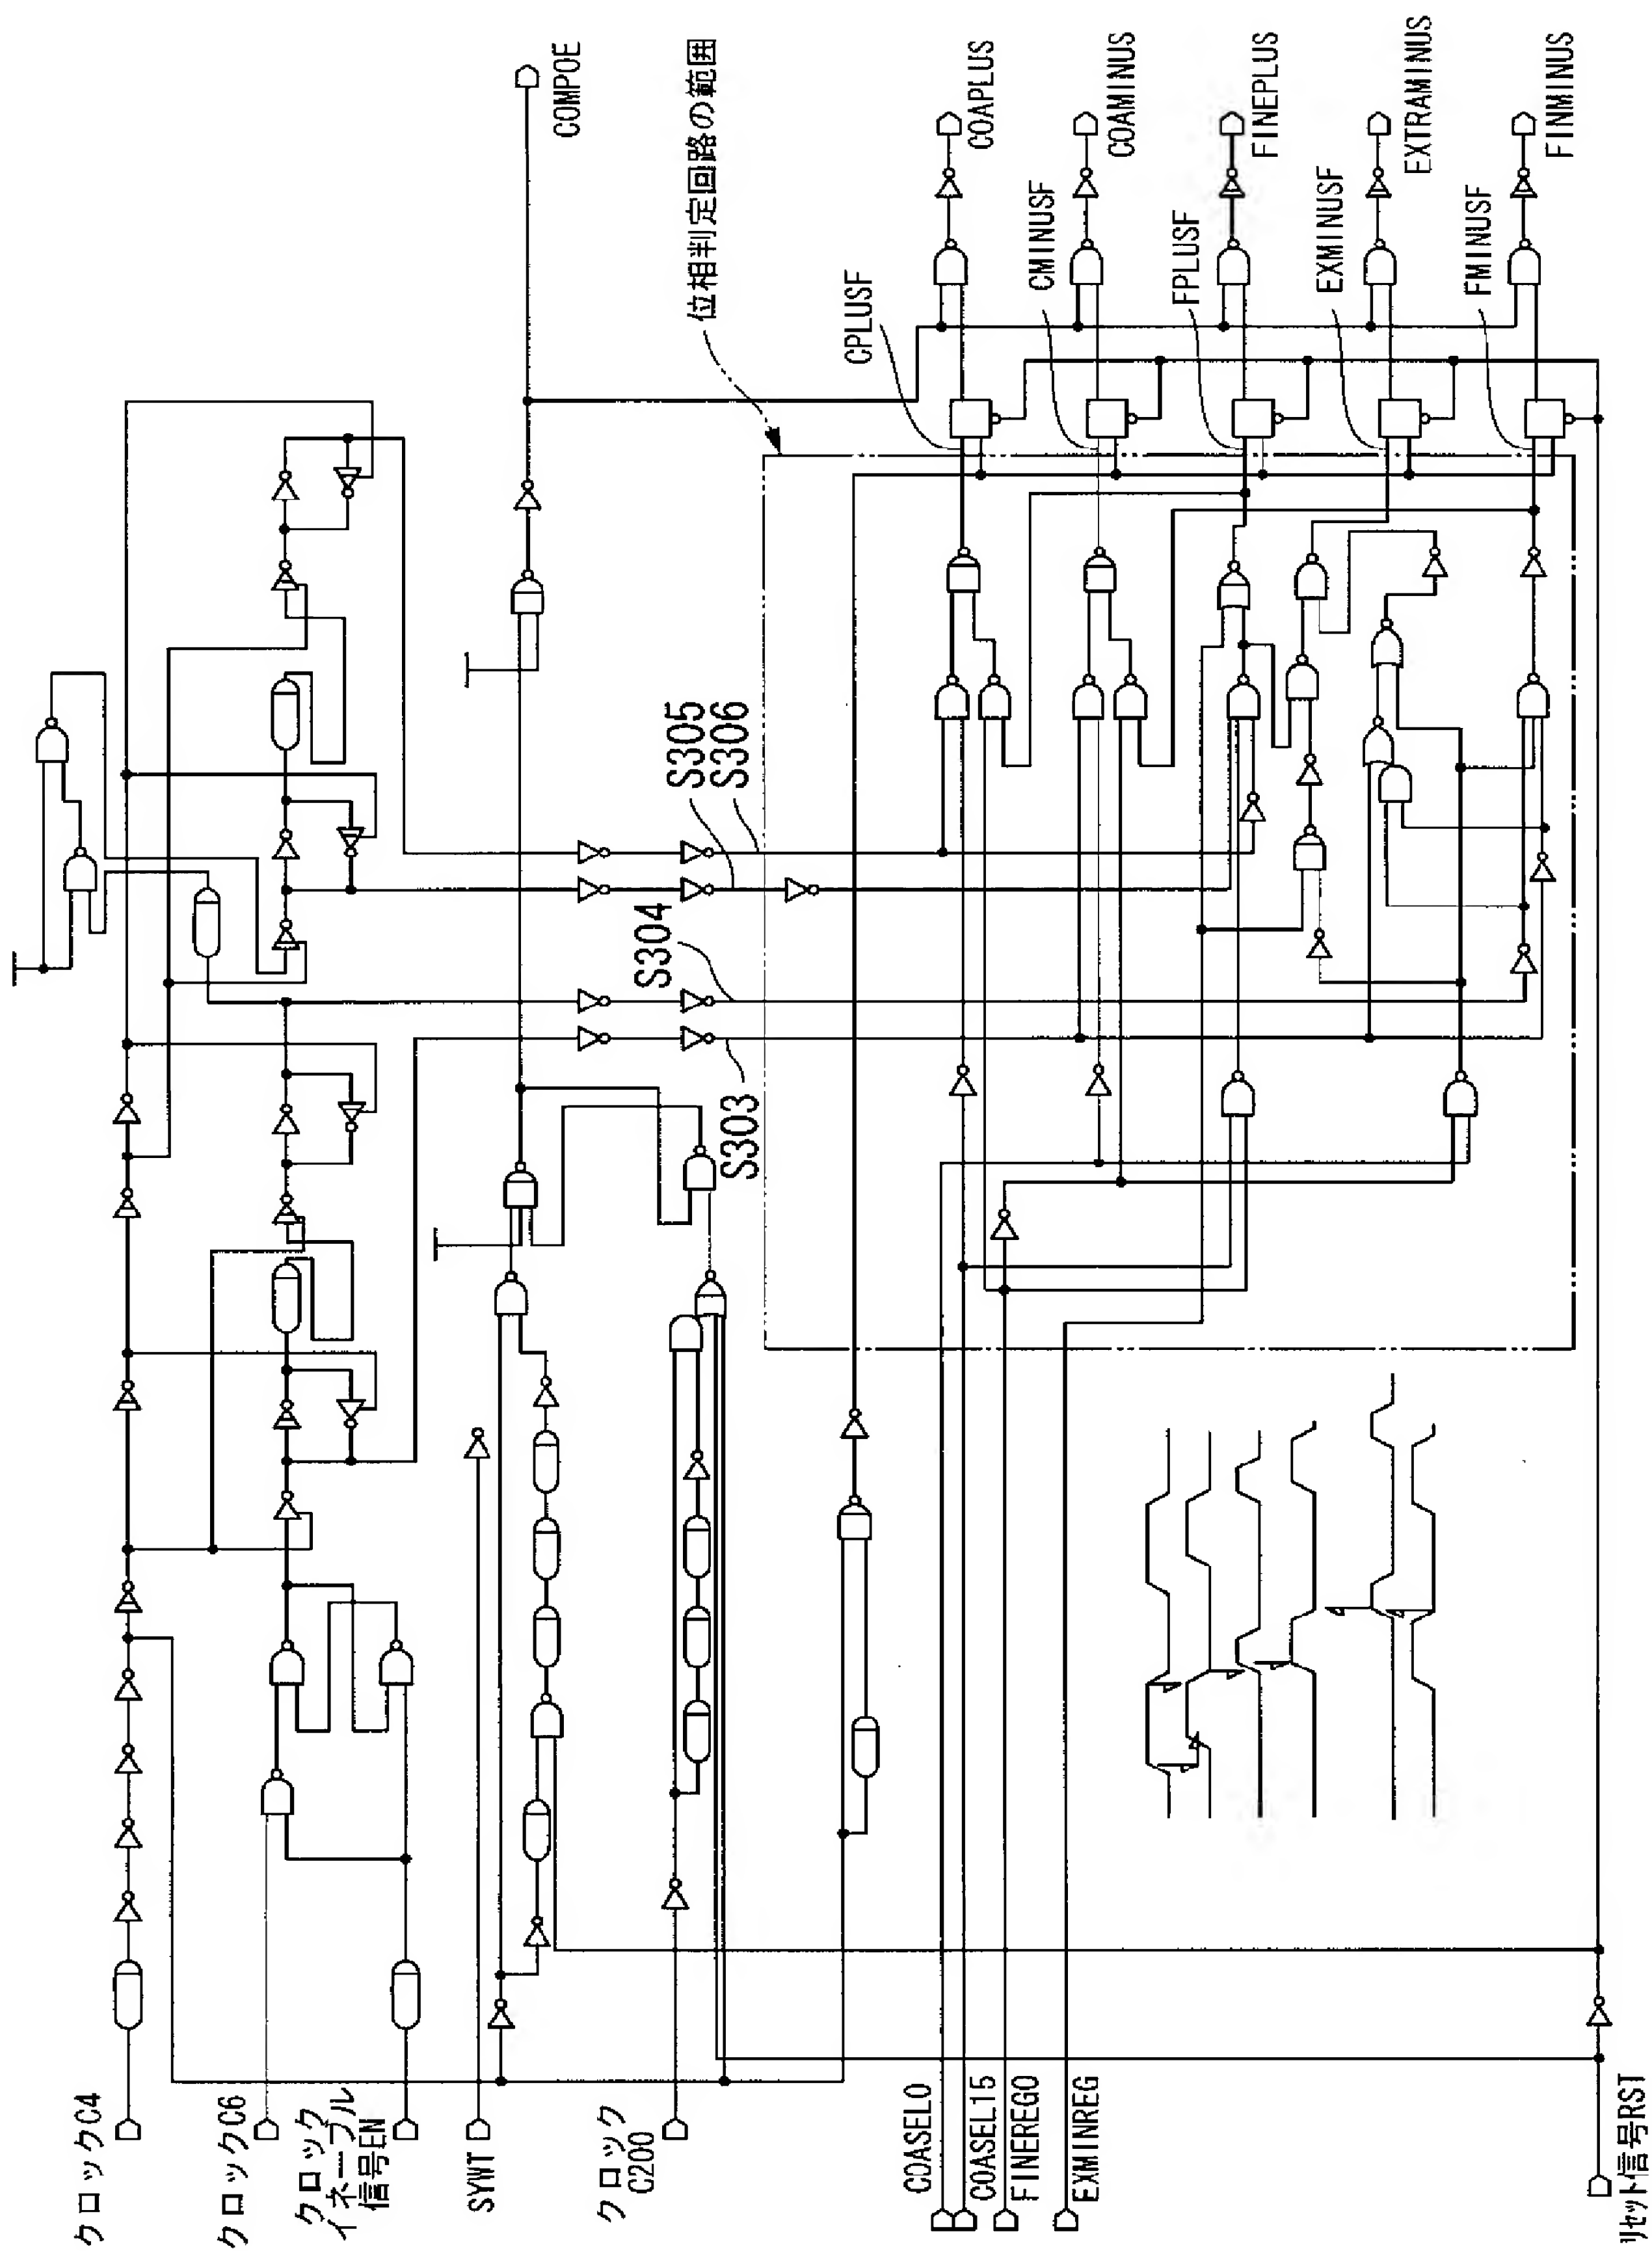 クロックC4
クロックC6
クロック
イネーブル
信号EN
SYWT
クロック
C200
COASEL0
COASEL15
FINEREGO
EXMINREG
リセット信号RST
S303
S304
S305
S306
位相判定回路の範囲
CPLUSF
CMINUSF
FPLUSF
EXMINUSF
FMINUSF
COMPOE
COAPLUS
COAMINUS
FINEPLUS
EXTRAMINUS
FINMINUS